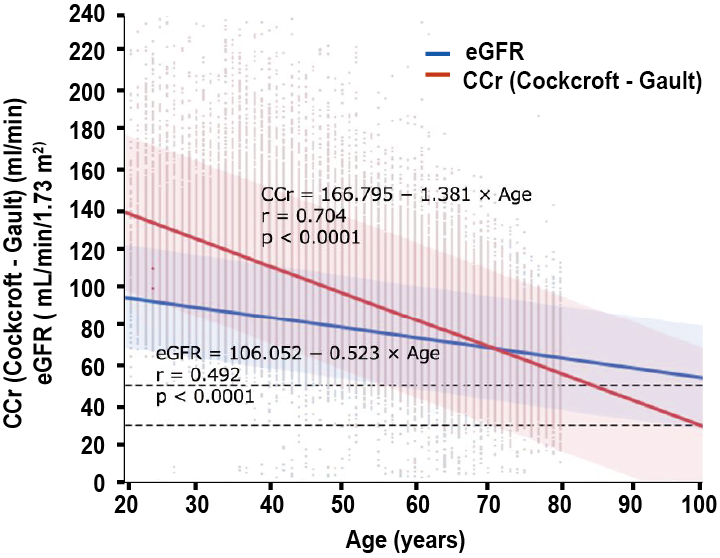 240
220
200
180
160
140
120
100
80
60
40
20
0
CCr (Cockcroft - Gault) (ml/min)
eGFR ( mL/min/1.73 m²)
eGFR
CCr (Cockcroft - Gault)
CCr = 166.795 − 1.381 × Age
r = 0.704
p < 0.0001
eGFR = 106.052 − 0.523 × Age
r = 0.492
p < 0.0001
20 30 40 50 60 70 80 90 100
Age (years)